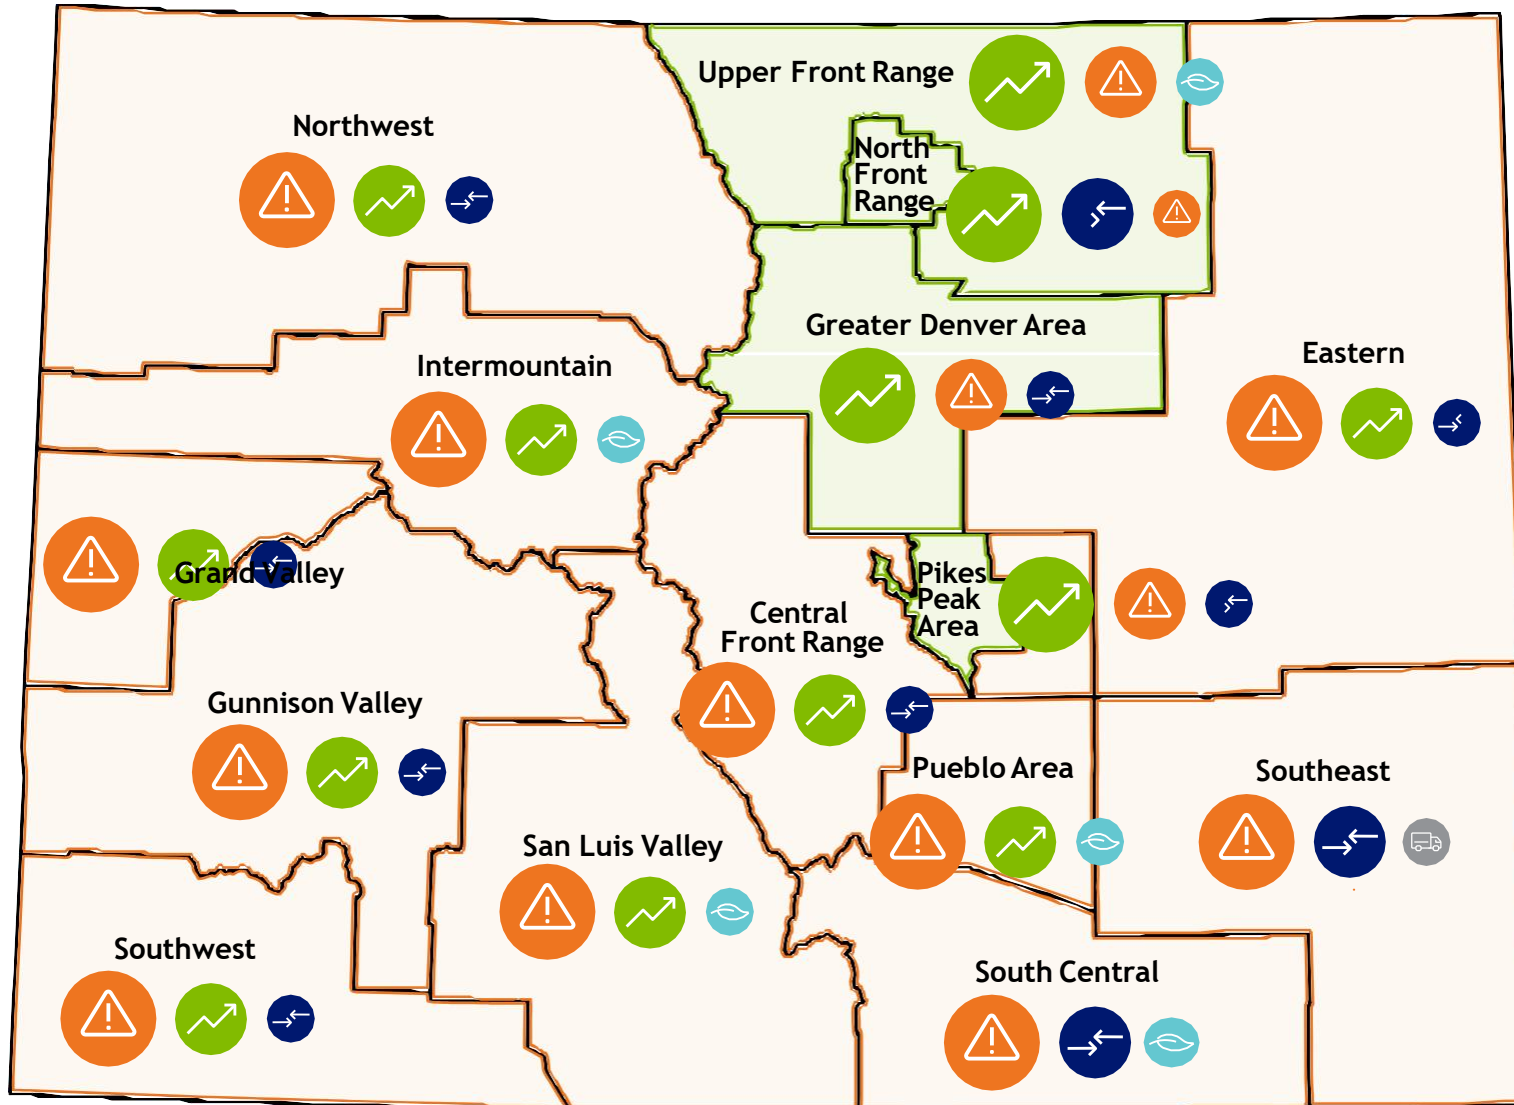 Upper Front Range
Northwest
North
Front
Range
Greater Denver Area
Eastern
Intermountain
Grand Valley
Pikes
Peak
Area
Central
Front Range
Gunnison Valley
Pueblo Area
Southeast
San Luis Valley
Southwest
South Central